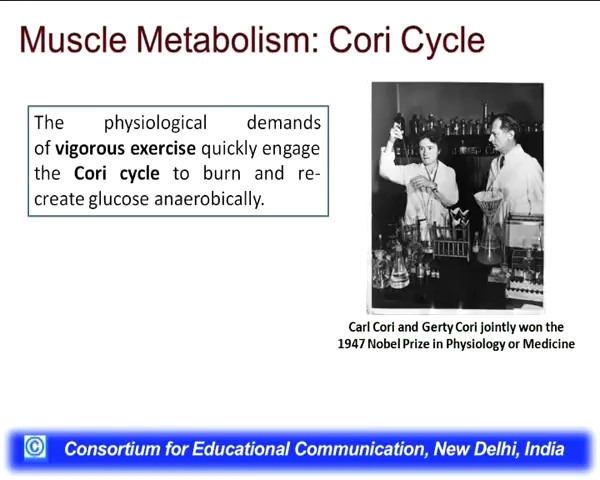 Muscle Metabolism: Cori Cycle
The physiological demands
of vigorous exercise quickly engage
the Cori cycle to burn and re-
create glucose anaerobically.
Carl Cori and Gerty Cori jointly won the
1947 Nobel Prize in Physiology or Medicine
© Consortium for Educational Communication, New Delhi, India